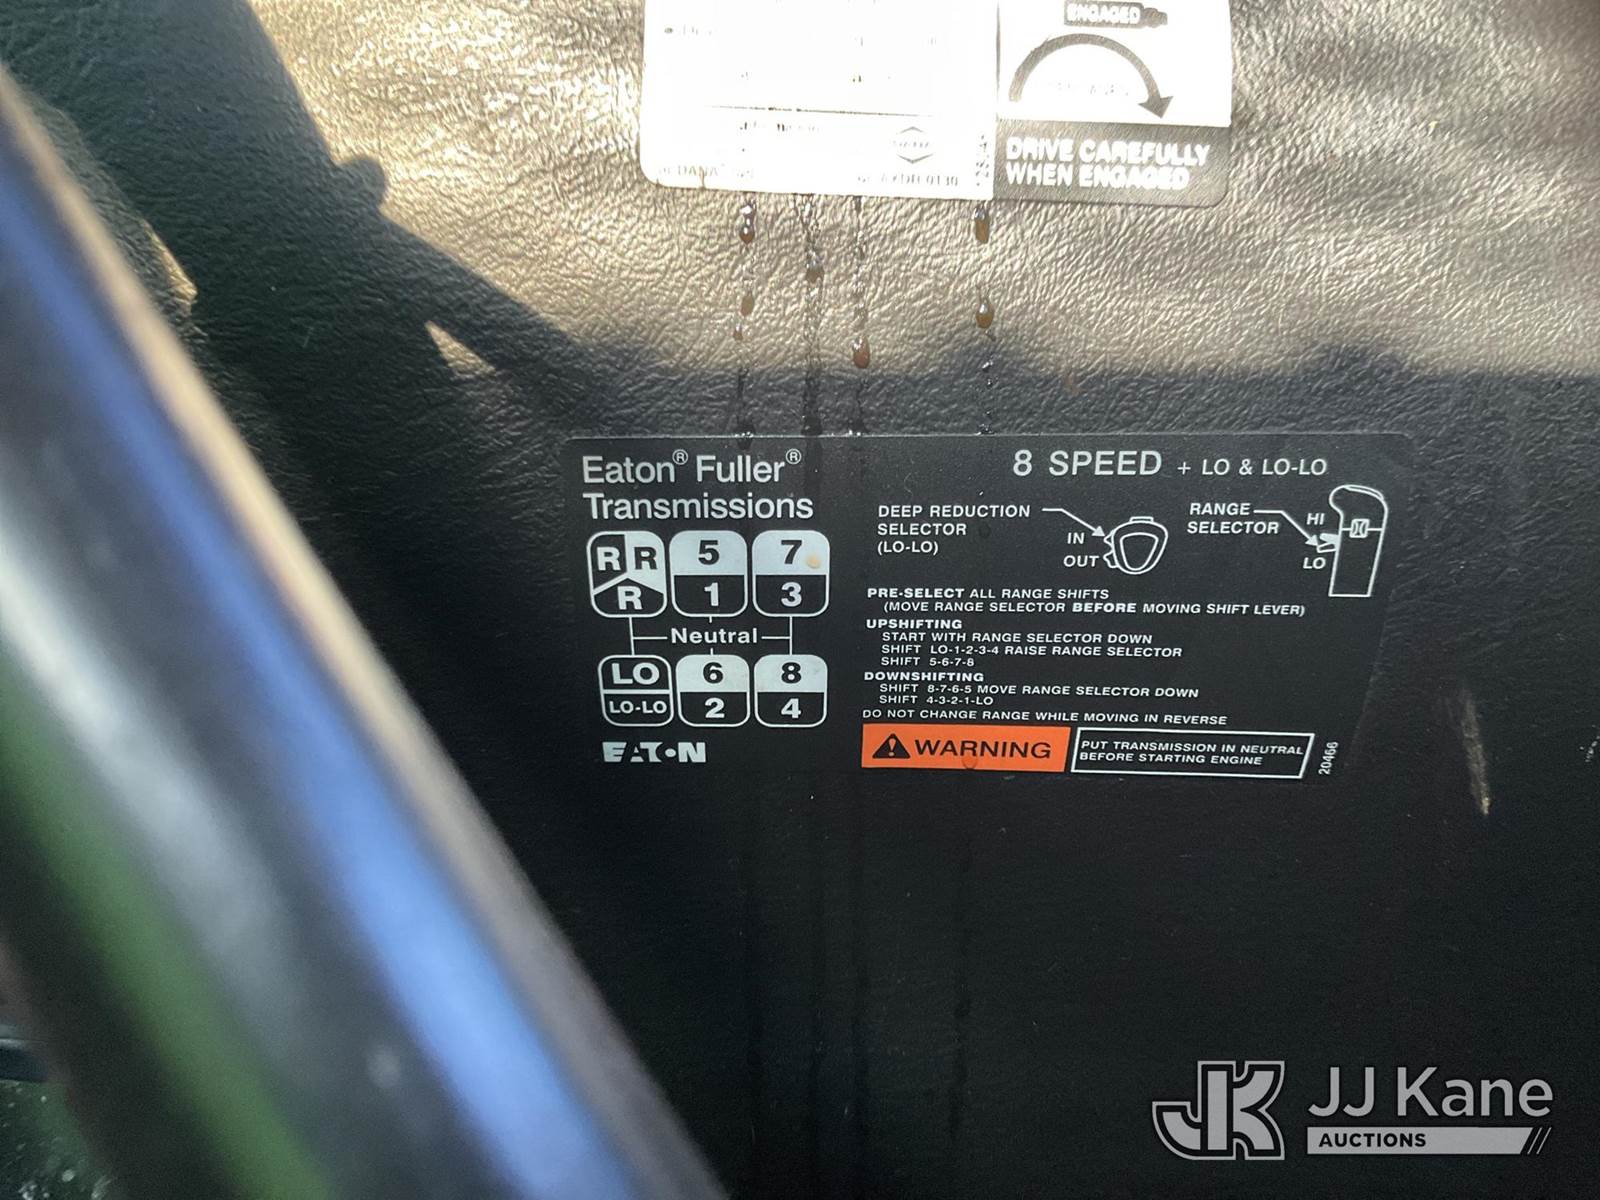 ENGAGED
DANA
DRIVE CAREFULLY
WHEN ENGAGED
Eaton® Fuller®
Transmissions
8 SPEED + LO & LO-LO
R R 5 7
R 1 3
Neutral
LO 6 8
LO-LO 2 4
EATON
DEEP REDUCTION
SELECTOR
(LO-LO)
IN
OUT
RANGE
SELECTOR
HI
LO
PRE-SELECT ALL RANGE SHIFTS
(MOVE RANGE SELECTOR BEFORE MOVING SHIFT LEVER)
UPSHIFTING
START WITH RANGE SELECTOR DOWN
SHIFT LO-1-2-3-4 RAISE RANGE SELECTOR
SHIFT 5-6-7-8
DOWNSHIFTING
SHIFT 8-7-6-5 MOVE RANGE SELECTOR DOWN
SHIFT 4-3-2-1-LO
DO NOT CHANGE RANGE WHILE MOVING IN REVERSE
WARNING
PUT TRANSMISSION IN NEUTRAL
BEFORE STARTING ENGINE
20466
JK JJ Kane
AUCTIONS